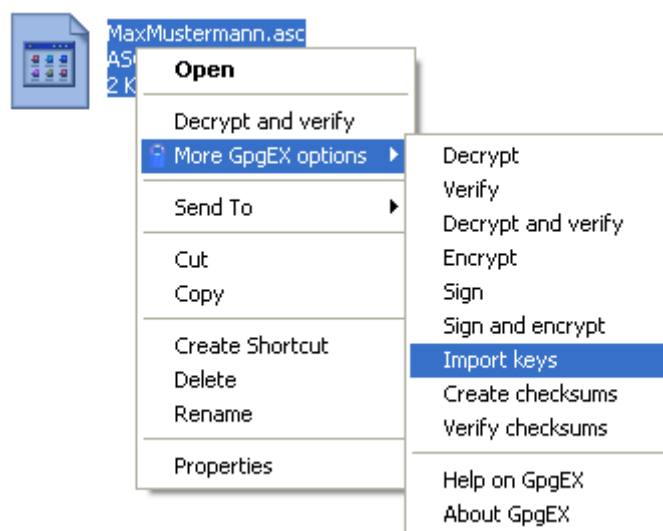 MaxMustermann.asc
AS
2 K
Open
Decrypt and verify
More GpgEX options
Send To
Cut
Copy
Create Shortcut
Delete
Rename
Properties
Decrypt
Verify
Decrypt and verify
Encrypt
Sign
Sign and encrypt
Import keys
Create checksums
Verify checksums
Help on GpgEX
About GpgEX